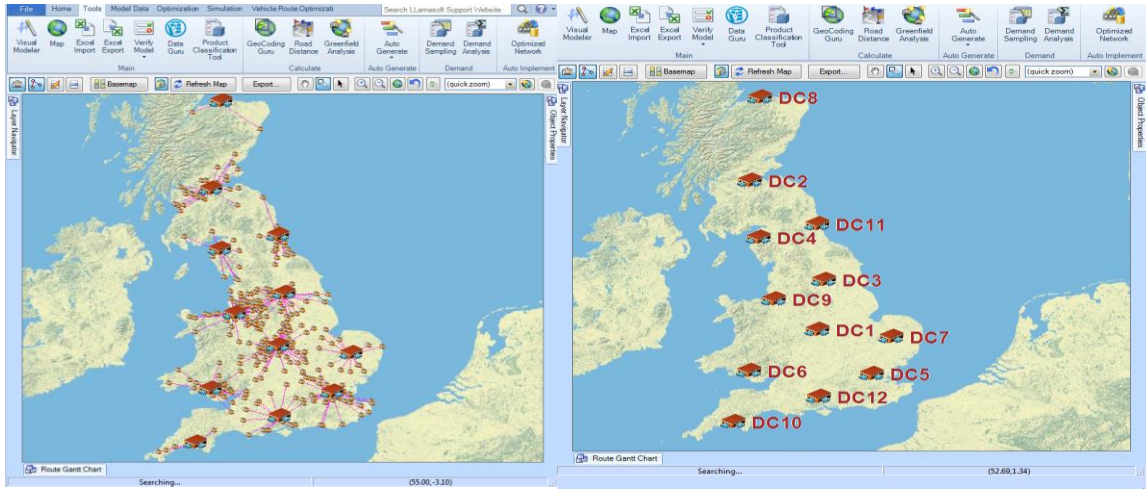 File Home Tools Model Data Optimization Simulation Vehicle Route Optimizati Search LLamasoft Support Website
Visual Modeler
Map
Excel Import
Excel Export
Verify Model
Data Guru
Product Classification Tool
GeoCoding Guru
Road Distance
Greenfield Analysis
Auto Generate
Demand Sampling
Demand Analysis
Optimized Network
Main Calculate Auto Generate Demand Auto Implement
Basemap Refresh Map Export... (quick zoom)
Layer Navigator
Object Properties
Route Gantt Chart
Searching... (55.00,-3.10)
Visual Modeler
Map
Excel Import
Excel Export
Verify Model
Data Guru
Product Classification Tool
GeoCoding Guru
Road Distance
Greenfield Analysis
Auto Generate
Demand Sampling
Demand Analysis
Optimized Network
Main Calculate Auto Generate Demand Auto Implement
Basemap Refresh Map Export... (quick zoom)
Layer Navigator
Object Properties
DC8
DC2
DC11
DC4
DC3
DC9
DC1
DC7
DC6
DC5
DC12
DC10
Route Gantt Chart
Searching... (52.69,1.34)